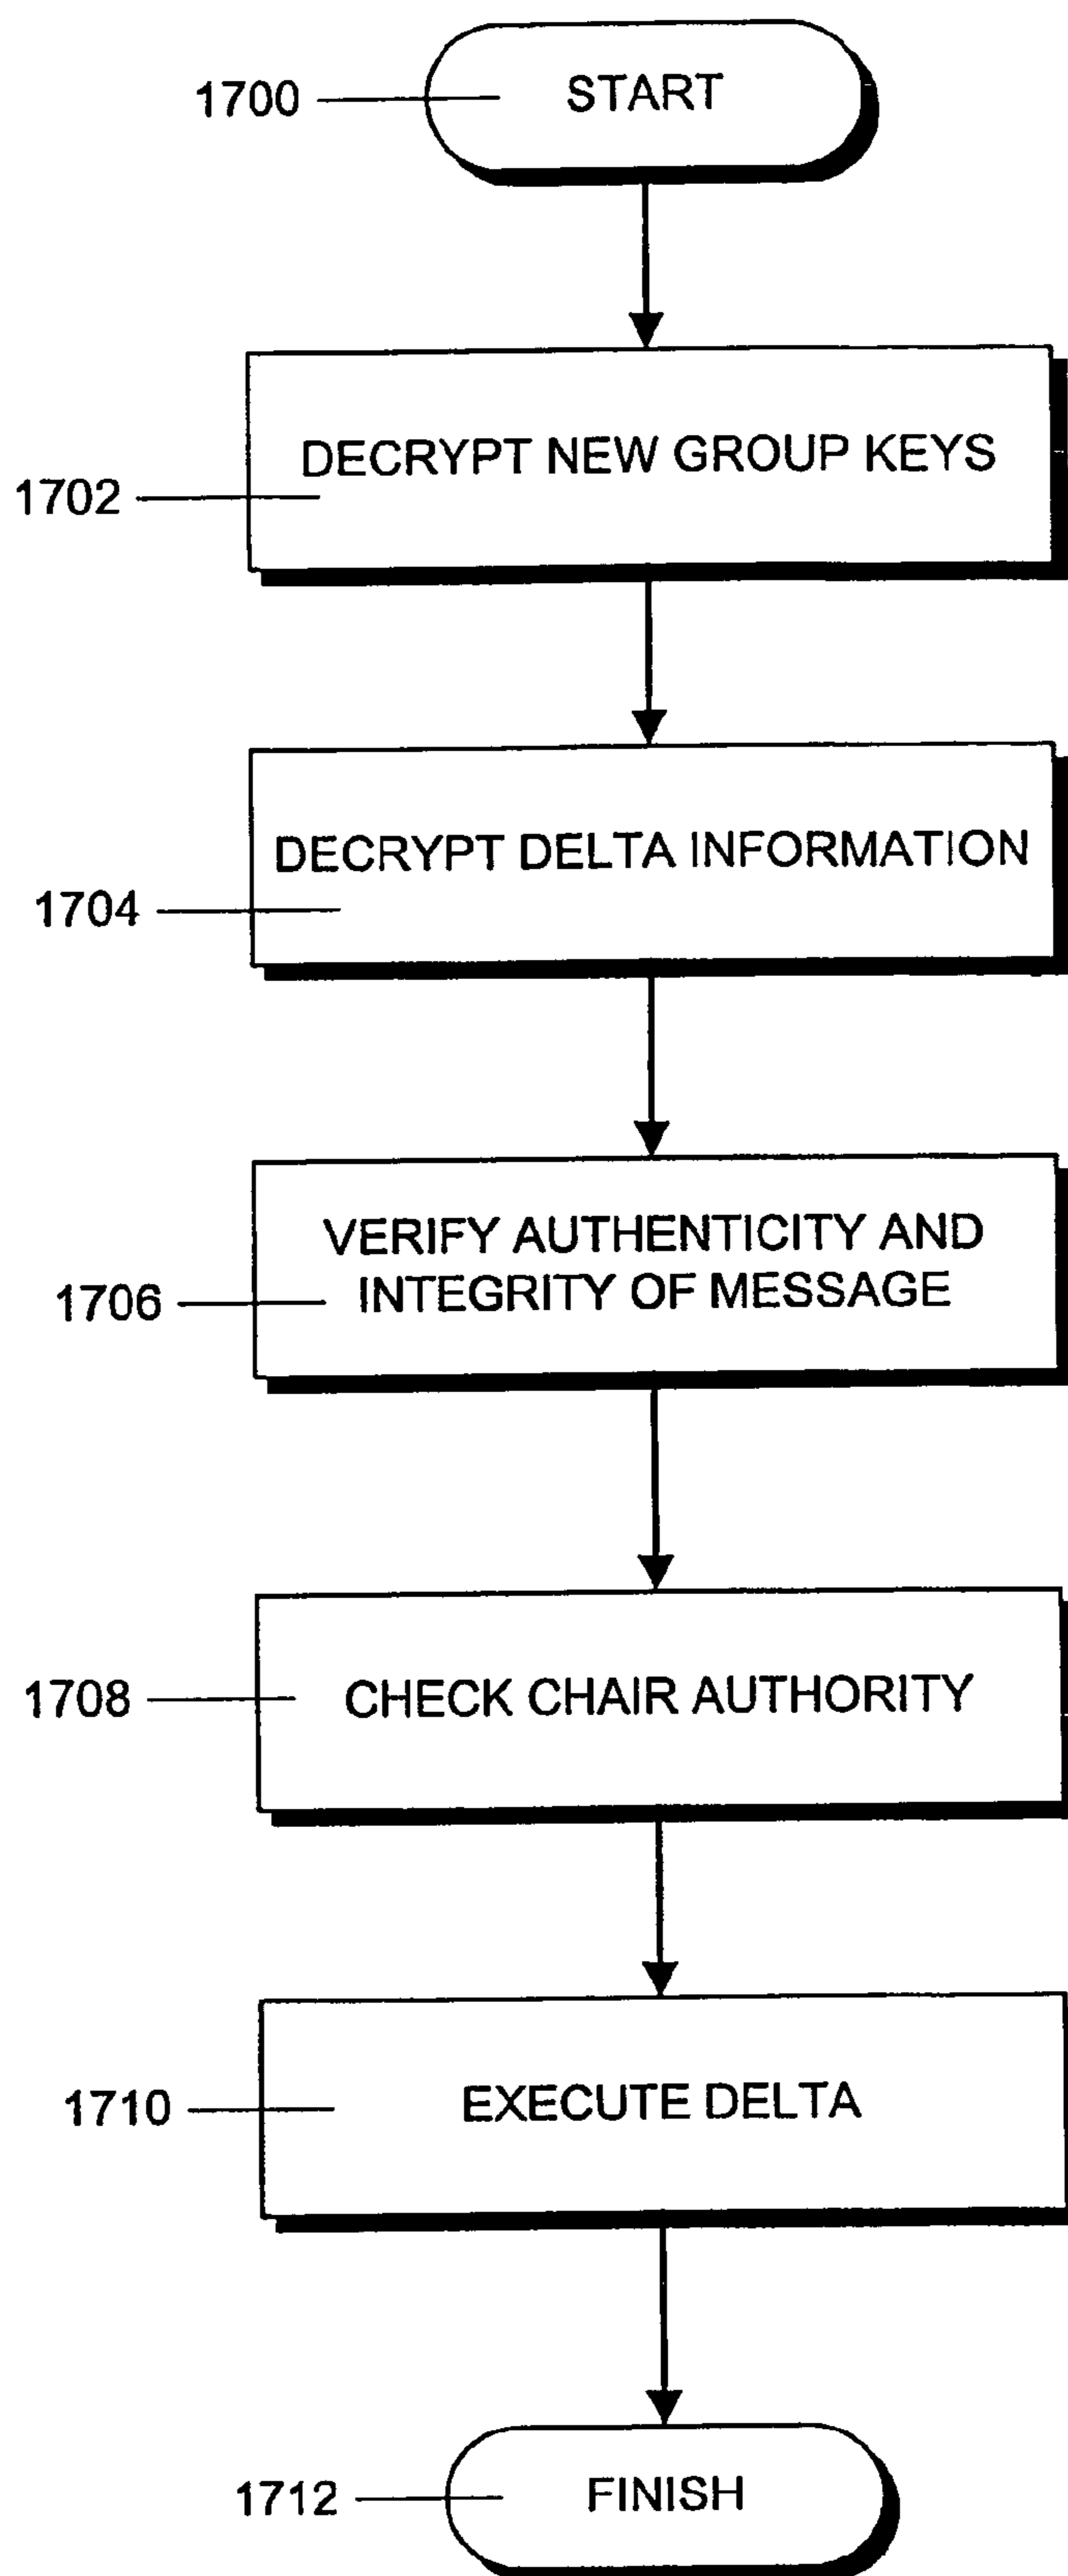 START
1700
DECRYPT NEW GROUP KEYS
1702
DECRYPT DELTA INFORMATION
1704
VERIFY AUTHENTICITY AND
INTEGRITY OF MESSAGE
1706
CHECK CHAIR AUTHORITY
1708
EXECUTE DELTA
1710
FINISH
1712